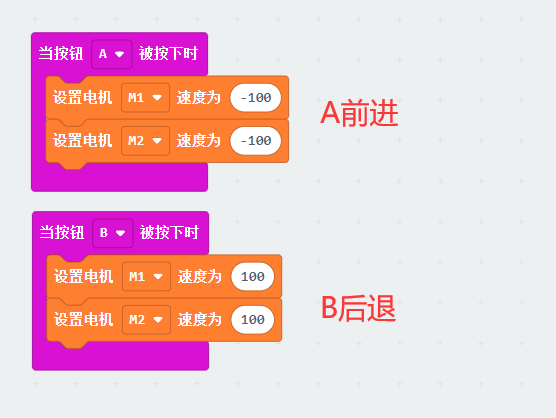 当按钮 A 被按下时
设置电机 M1 速度为 -100
设置电机 M2 速度为 -100
A前进
当按钮 B 被按下时
设置电机 M1 速度为 100
设置电机 M2 速度为 100
B后退